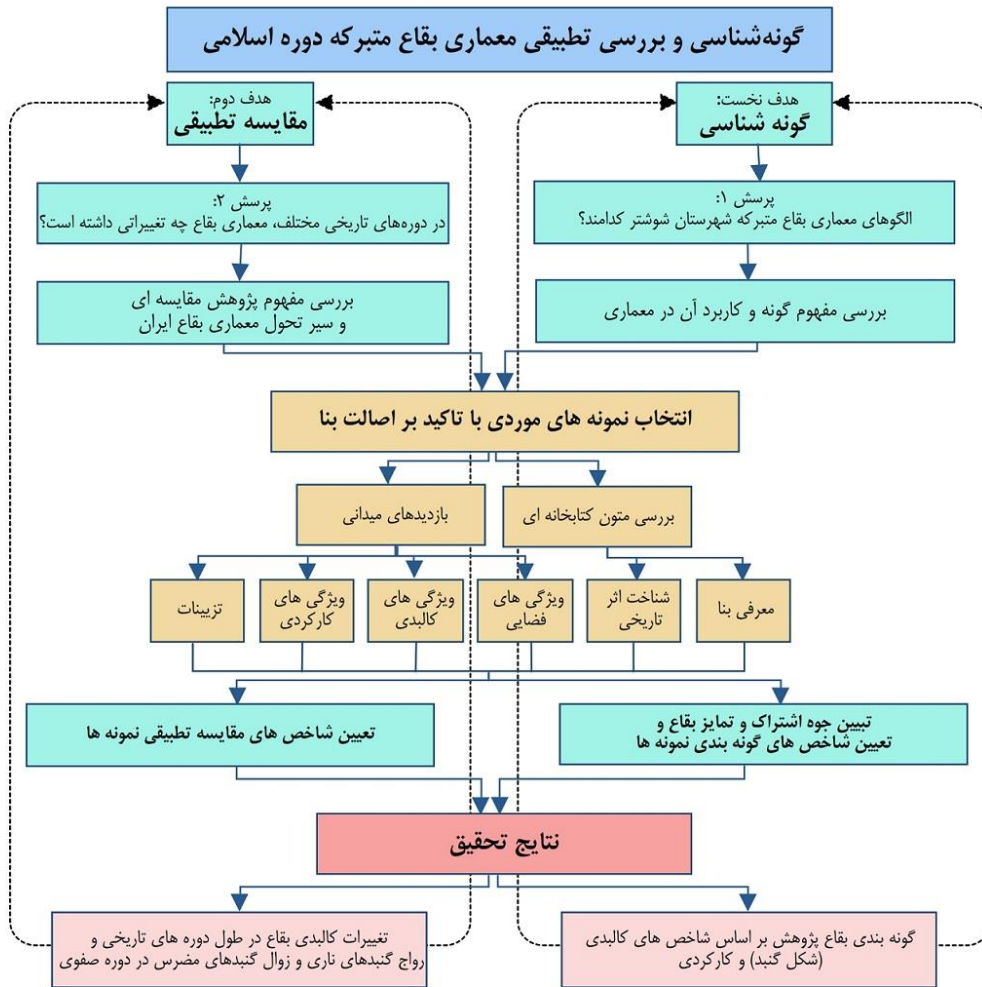 گونه‌شناسی و بررسی تطبیقی معماری بقاع متبرکه دوره اسلامی
هدف نخست:
گونه شناسی
هدف دوم:
مقایسه تطبیقی
پرسش ۱:
الگوهای معماری بقاع متبرکه شهرستان شوشتر کدامند؟
پرسش ۲:
در دوره‌های تاریخی مختلف، معماری بقاع چه تغییراتی داشته است؟
بررسی مفهوم گونه و کاربرد آن در معماری
بررسی مفهوم پژوهش مقایسه ای
و سیر تحول معماری بقاع ایران
انتخاب نمونه های موردی با تاکید بر اصالت بنا
بررسی متون کتابخانه ای
بازدیدهای میدانی
معرفی بنا
شناخت اثر
تاریخی
ویژگی های
فضایی
ویژگی های
کالبدی
ویژگی های
کارکردی
تزیینات
تبیین جوه اشتراک و تمایز بقاع و
تعیین شاخص های گونه بندی نمونه ها
تعیین شاخص های مقایسه تطبیقی نمونه ها
نتایج تحقیق
گونه بندی بقاع پژوهش بر اساس شاخص های کالبدی
(شکل گنبد) و کارکردی
تغییرات کالبدی بقاع در طول دوره های تاریخی و
رواج گنبدهای ناری و زوال گنبدهای مضرس در دوره صفوی